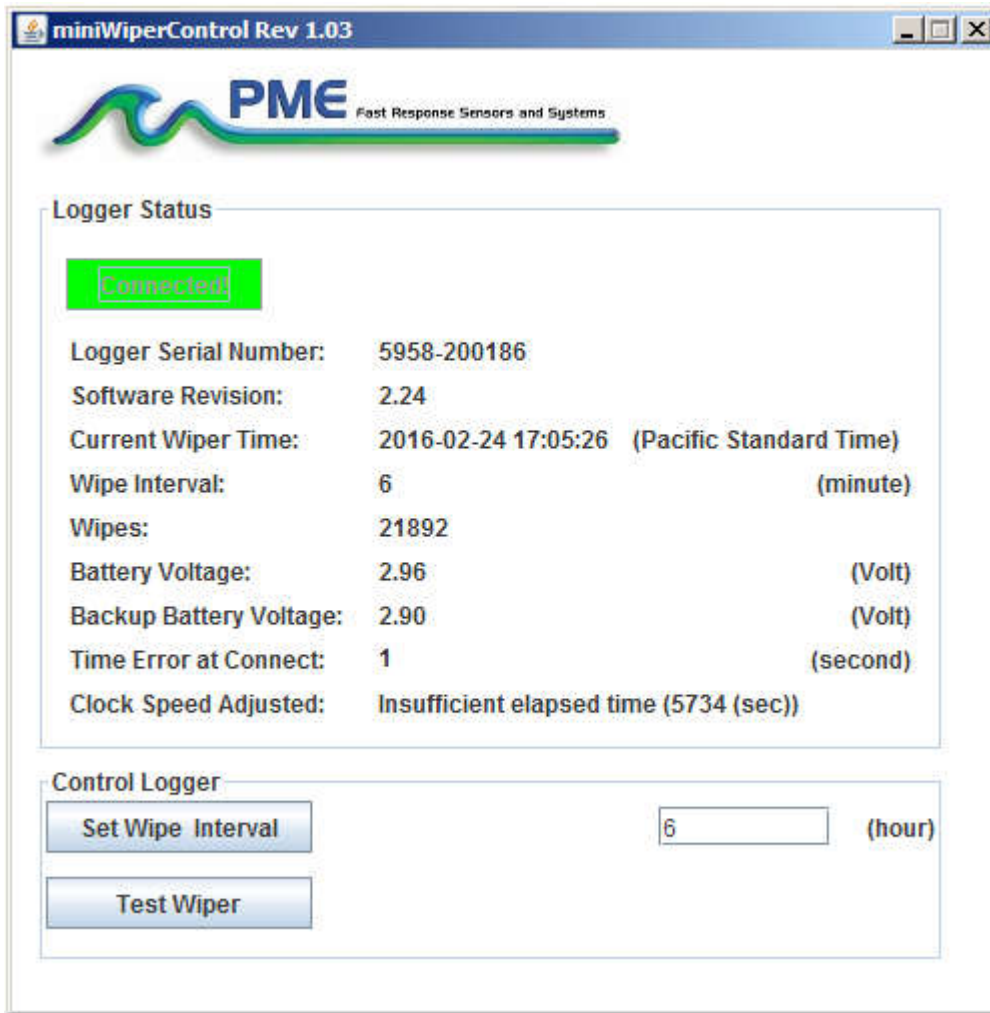 miniWiperControl Rev 1.03
PME Fast Response Sensors and Systems
Logger Status
Connected!
Logger Serial Number: 5958-200186
Software Revision: 2.24
Current Wiper Time: 2016-02-24 17:05:26 (Pacific Standard Time)
Wipe Interval: 6 (minute)
Wipes: 21892
Battery Voltage: 2.96 (Volt)
Backup Battery Voltage: 2.90 (Volt)
Time Error at Connect: 1 (second)
Clock Speed Adjusted: Insufficient elapsed time (5734 (sec))
Control Logger
Set Wipe Interval 6 (hour)
Test Wiper